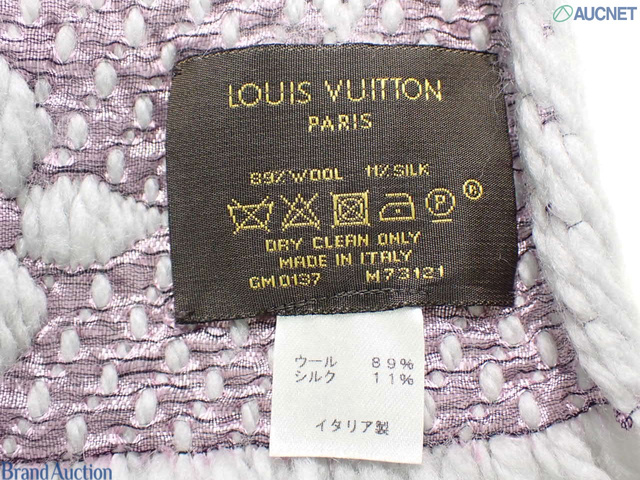 AUCNET
LOUIS VUITTON
PARIS
89% WOOL 11% SILK
P ®
DRY CLEAN ONLY
MADE IN ITALY
GM0137 M73121
ウール 89%
シルク 11%
イタリア製
Brand Auction